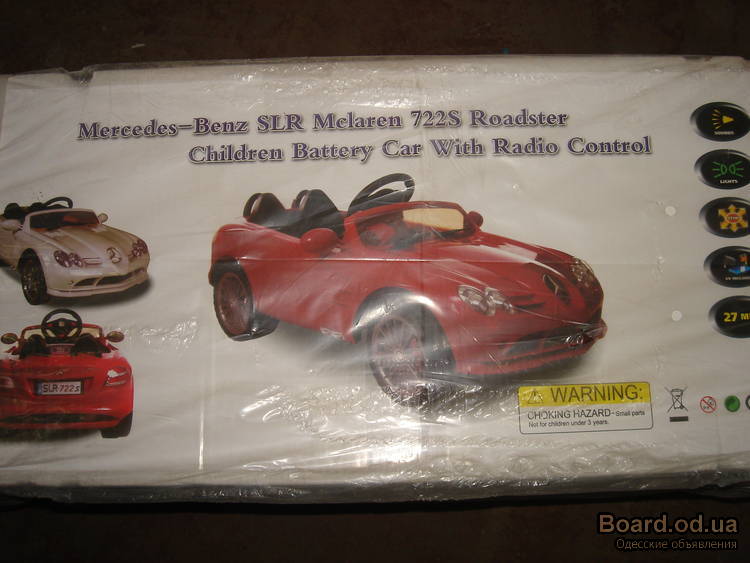 Mercedes-Benz SLR Mclaren 722S Roadster
Children Battery Car With Radio Control
LIGHTS
27 M
SLR-722s
WARNING:
CHOKING HAZARD-Small parts
Not for children under 3 years.
Board.od.ua
Одесские объявления